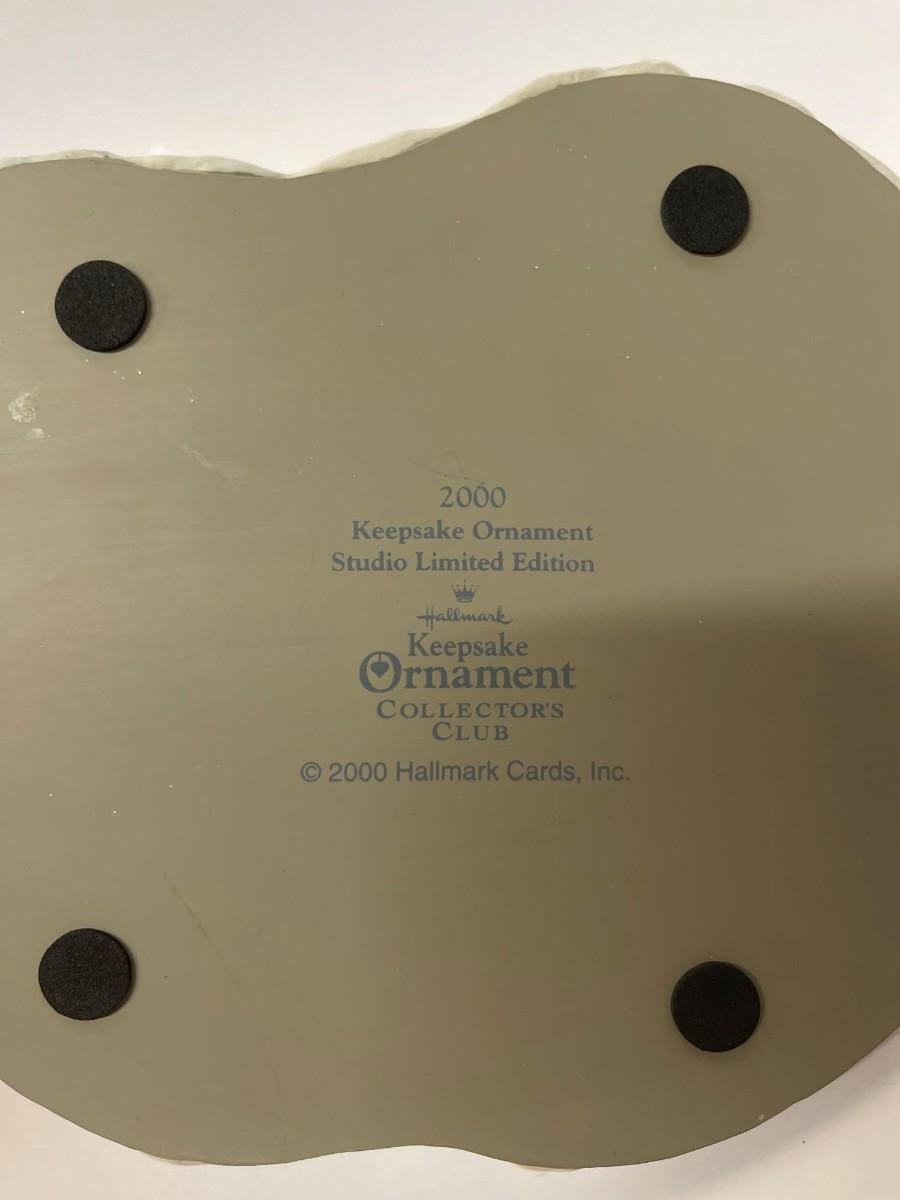 2000
Keepsake Ornament
Studio Limited Edition
Hallmark
Keepsake
Ornament
COLLECTOR'S
CLUB
© 2000 Hallmark Cards, Inc.